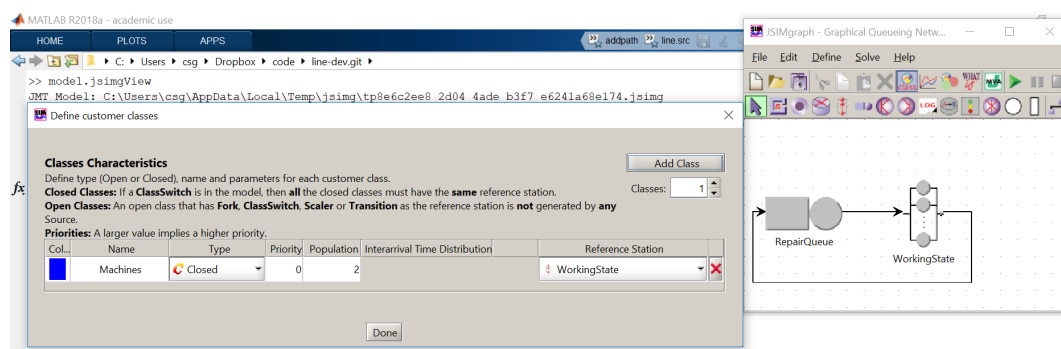 MATLAB R2018a - academic use
HOME PLOTS APPS
addpath line.src
C: Users csg Dropbox code line-dev.git
>> model.jsimgView
JMT Model: C:\Users\csg\AppData\Local\Temp\jsimg\tp8e6c2ee8_2d04_4ade_b3f7_e6241a68e174.jsimg
fx
Define customer classes
Classes Characteristics
Define type (Open or Closed), name and parameters for each customer class.
Closed Classes: If a ClassSwitch is in the model, then all the closed classes must have the same reference station.
Open Classes: An open class that has Fork, ClassSwitch, Scaler or Transition as the reference station is not generated by any
Source.
Priorities: A larger value implies a higher priority.
Add Class
Classes: 1
Col... Name Type Priority Population Interarrival Time Distribution Reference Station
Machines Closed 0 2 WorkingState
Done
JSIMgraph - Graphical Queueing Netw...
File Edit Define Solve Help
class WHAT IF MVA
LOG
RepairQueue
WorkingState